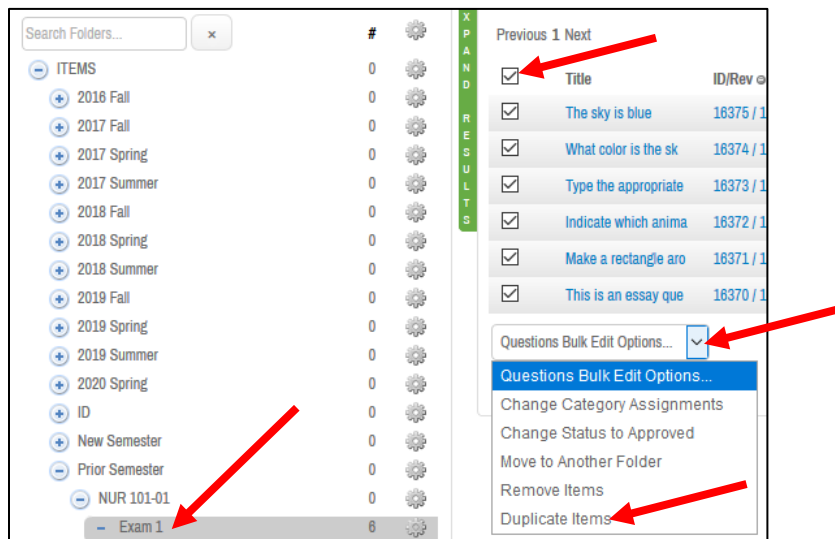 Search Folders... × #
ITEMS 0
2016 Fall 0
2017 Fall 0
2017 Spring 0
2017 Summer 0
2018 Fall 0
2018 Spring 0
2018 Summer 0
2019 Fall 0
2019 Spring 0
2019 Summer 0
2020 Spring 0
ID 0
New Semester 0
Prior Semester 0
NUR 101-01 0
Exam 1 6
XPAND RESULTS
Previous 1 Next
Title ID/Rev
The sky is blue 16375 / 1
What color is the sk 16374 / 1
Type the appropriate 16373 / 1
Indicate which anima 16372 / 1
Make a rectangle aro 16371 / 1
This is an essay que 16370 / 1
Questions Bulk Edit Options...
Questions Bulk Edit Options...
Change Category Assignments
Change Status to Approved
Move to Another Folder
Remove Items
Duplicate Items